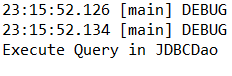 23:15:52.126 [main] DEBUG
23:15:52.134 [main] DEBUG
Execute Query in JDBCDao